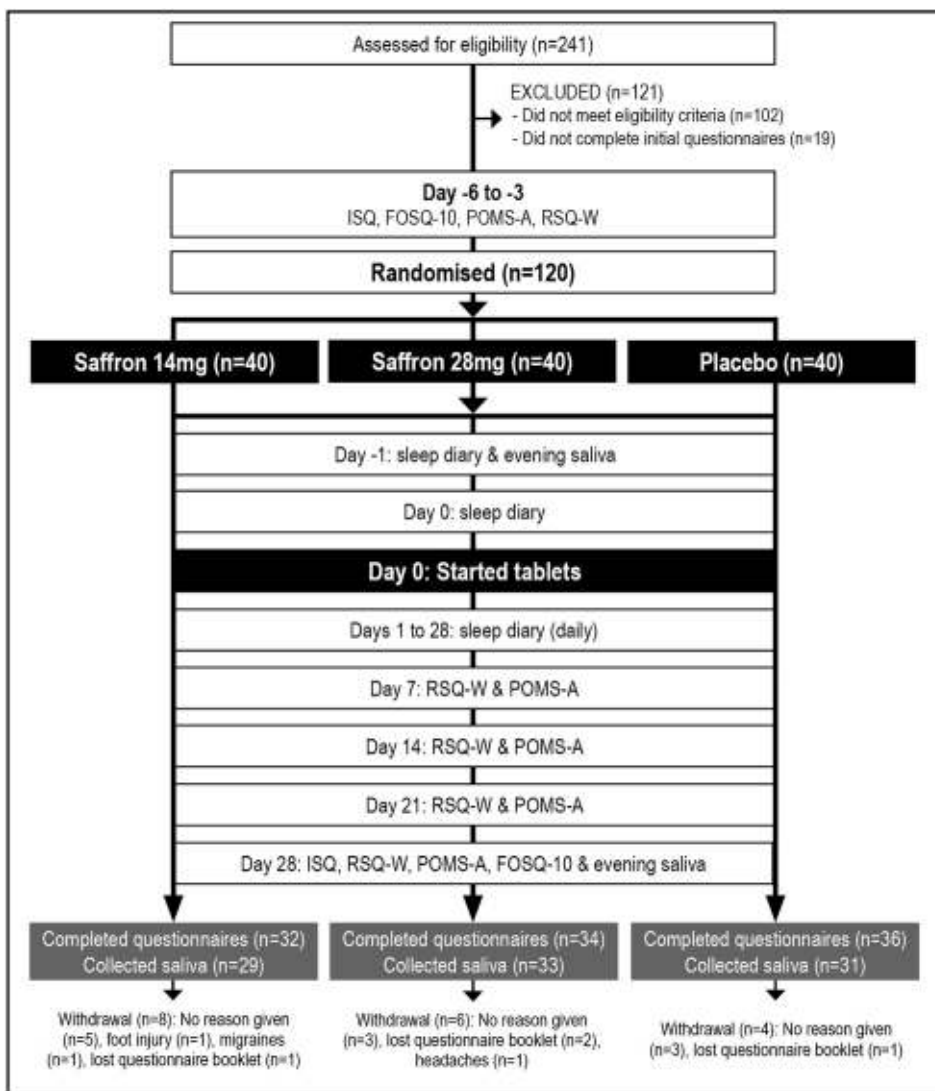 Assessed for eligibility (n=241)
EXCLUDED (n=121)
- Did not meet eligibility criteria (n=102)
- Did not complete initial questionnaires (n=19)
Day -6 to -3
ISQ, FOSQ-10, POMS-A, RSQ-W
Randomised (n=120)
Saffron 14mg (n=40)
Saffron 28mg (n=40)
Placebo (n=40)
Day -1: sleep diary & evening saliva
Day 0: sleep diary
Day 0: Started tablets
Days 1 to 28: sleep diary (daily)
Day 7: RSQ-W & POMS-A
Day 14: RSQ-W & POMS-A
Day 21: RSQ-W & POMS-A
Day 28: ISQ, RSQ-W, POMS-A, FOSQ-10 & evening saliva
Completed questionnaires (n=32)
Collected saliva (n=29)
Completed questionnaires (n=34)
Collected saliva (n=33)
Completed questionnaires (n=36)
Collected saliva (n=31)
Withdrawal (n=8): No reason given
(n=5), foot injury (n=1), migraines
(n=1), lost questionnaire booklet (n=1)
Withdrawal (n=6): No reason given
(n=3), lost questionnaire booklet (n=2),
headaches (n=1)
Withdrawal (n=4): No reason given
(n=3), lost questionnaire booklet (n=1)